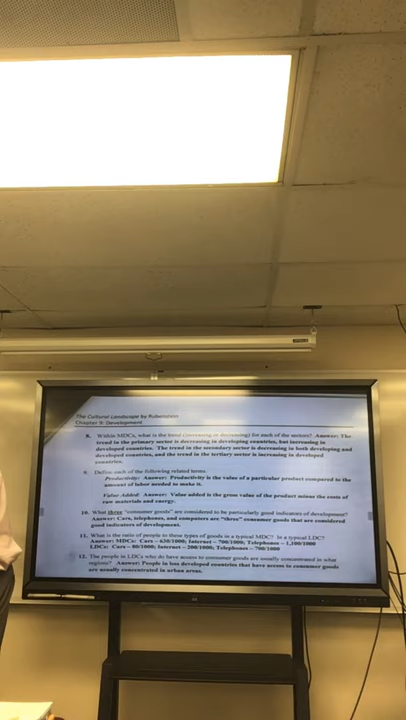 The Cultural Landscape by Rubenstein
Chapter 9: Development
8. Within MDCs, what is the trend (increasing or decreasing) for each of the sectors? Answer: The
trend in the primary sector is decreasing in developing countries, but increasing in
developed countries. The trend in the secondary sector is decreasing in both developing and
developed countries, and the trend in the tertiary sector is increasing in developed
countries.
9. Define each of the following related terms:
Productivity: Answer: Productivity is the value of a particular product compared to the
amount of labor needed to make it.
Value Added: Answer: Value added is the gross value of the product minus the costs of
raw materials and energy.
10. What three "consumer goods" are considered to be particularly good indicators of development?
Answer: Cars, telephones, and computers are "three" consumer goods that are considered
good indicators of development.
11. What is the ratio of people to these types of goods in a typical MDC? In a typical LDC?
Answer: MDCs: Cars – 630/1000; Internet – 700/1000; Telephones – 1,100/1000
LDCs: Cars – 80/1000; Internet – 200/1000; Telephones – 700/1000
12. The people in LDCs who do have access to consumer goods are usually concentrated in what
regions? Answer: People in less developed countries that have access to consumer goods
are usually concentrated in urban areas.